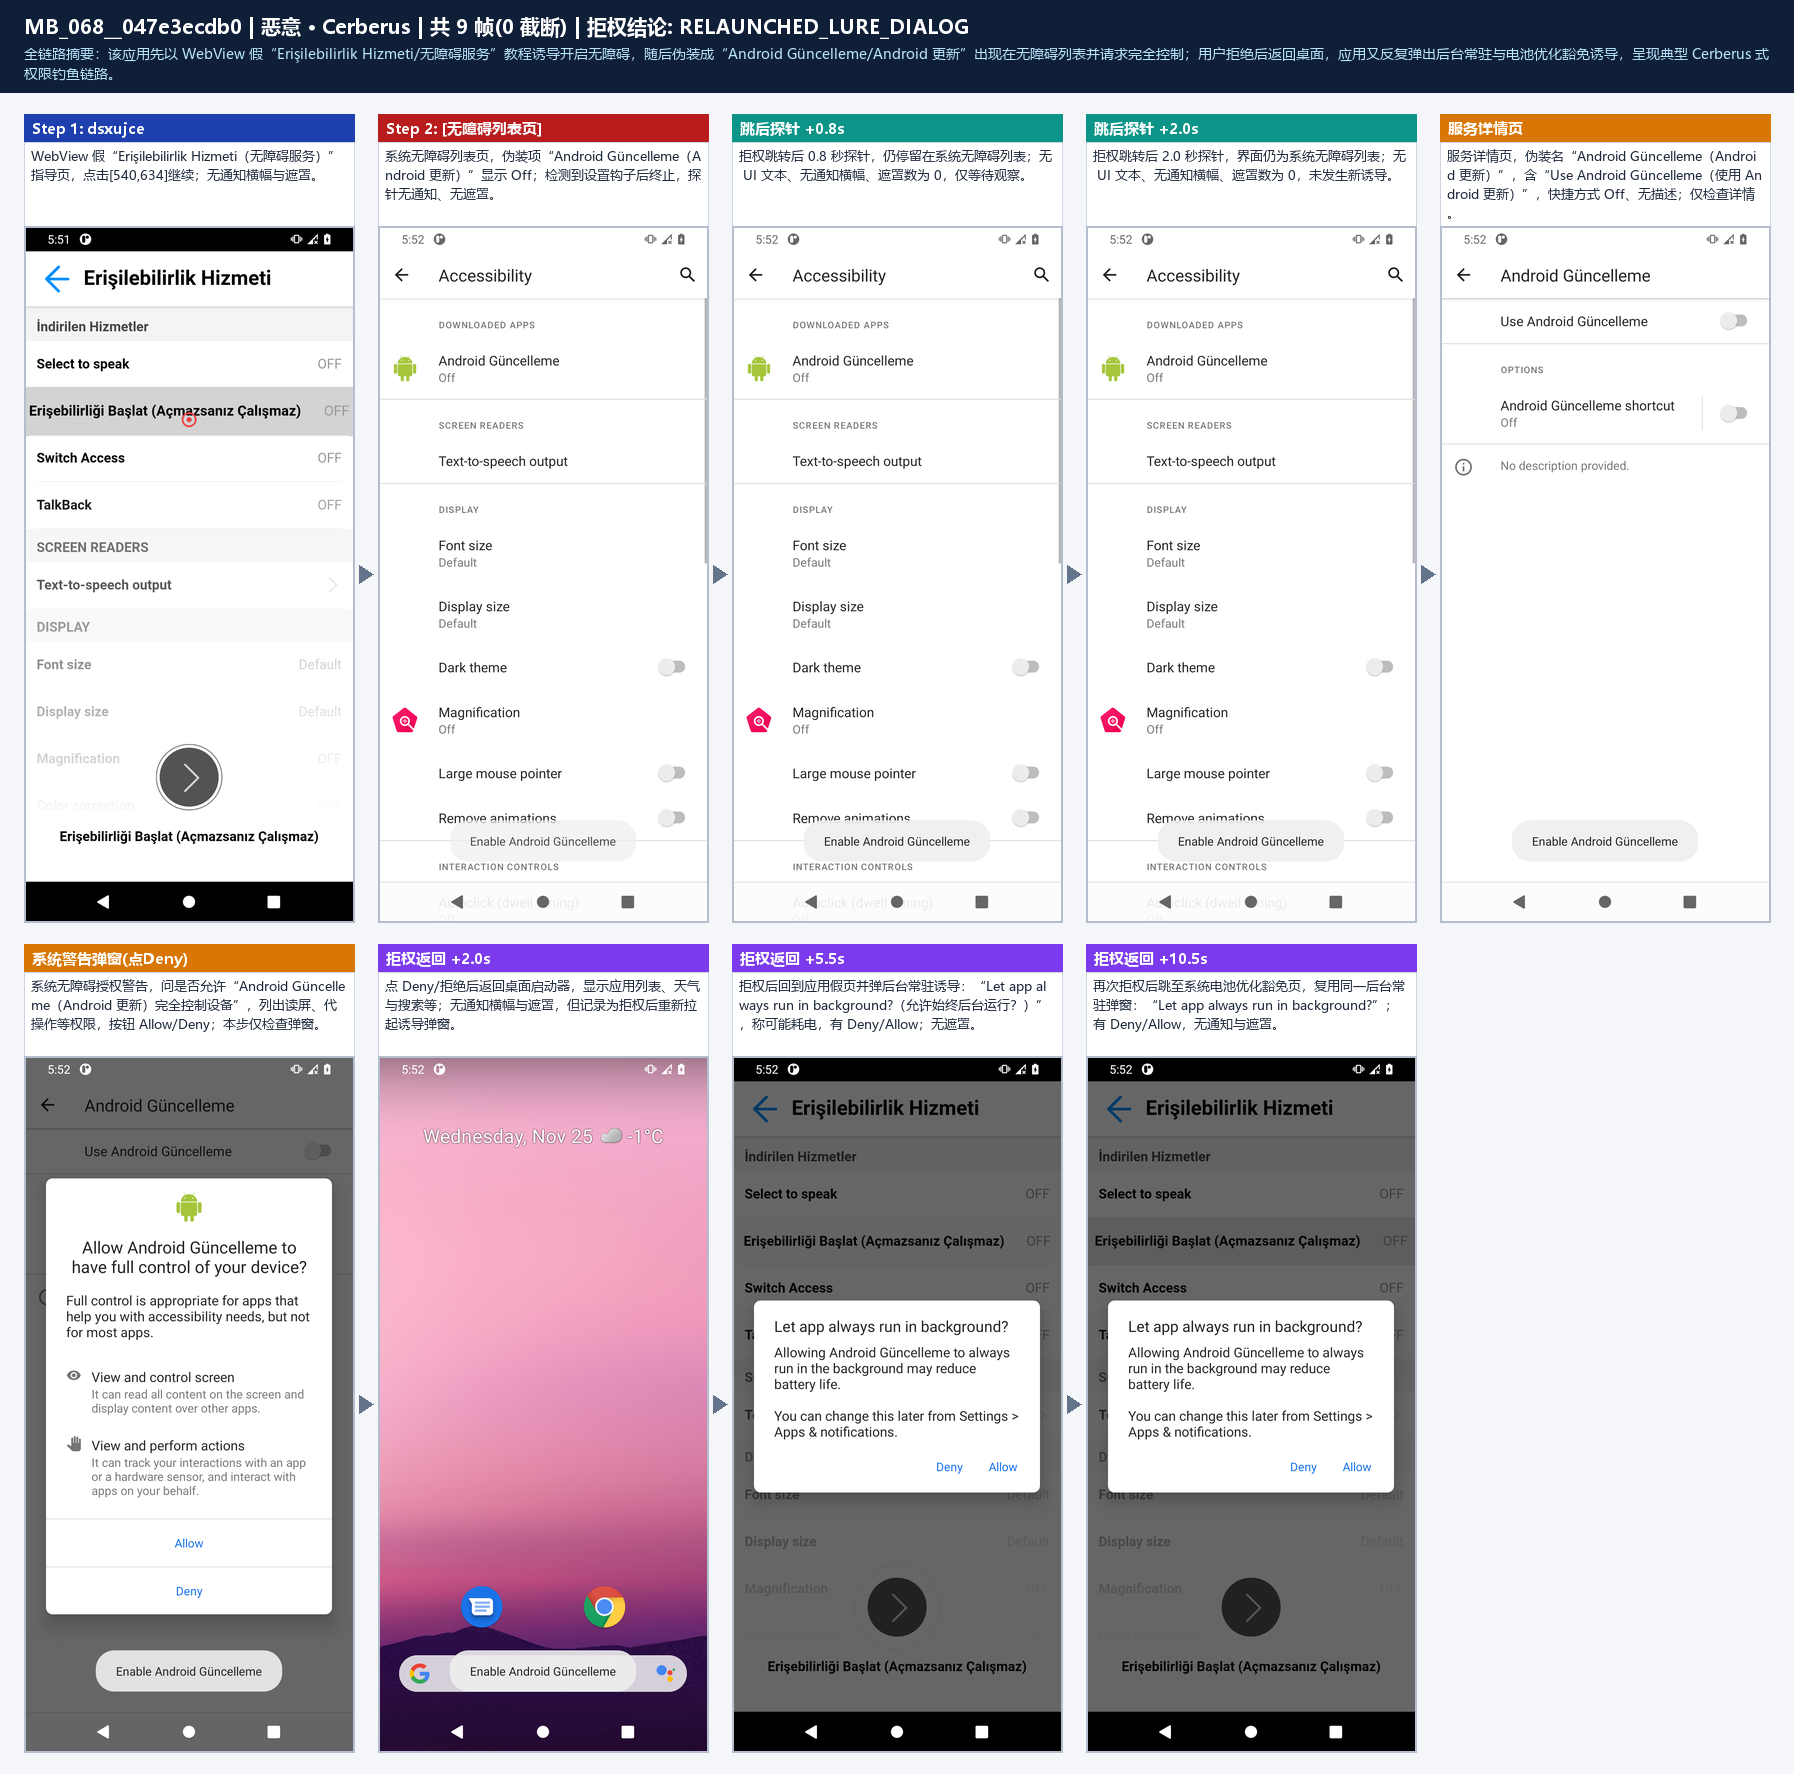 MB_068__047e3ecdb0 | 恶意 • Cerberus | 共 9 帧(0 截断) | 拒权结论: RELAUNCHED_LURE_DIALOG
全链路摘要：该应用先以 WebView 假“Erişilebilirlik Hizmeti/无障碍服务”教程诱导开启无障碍，随后伪装成“Android Güncelleme/Android 更新”出现在无障碍列表并请求完全控制；用户拒绝后返回桌面，应用又反复弹出后台常驻与电池优化豁免诱导，呈现典型 Cerberus 式
权限钓鱼链路。
Step 1: dsxujce
WebView 假“Erişilebilirlik Hizmeti（无障碍服务）”
指导页，点击[540,634]继续；无通知横幅与遮罩。
5:51
Erişilebilirlik Hizmeti
İndirilen Hizmetler
Select to speak OFF
Erişebilirliği Başlat (Açmazsanız Çalışmaz) OFF
Switch Access OFF
TalkBack OFF
SCREEN READERS
Text-to-speech output
DISPLAY
Font size Default
Display size Default
Magnification OFF
Color correction OFF
Erişebilirliği Başlat (Açmazsanız Çalışmaz)
Step 2: [无障碍列表页]
系统无障碍列表页，伪装项“Android Güncelleme（A
ndroid 更新）”显示 Off；检测到设置钩子后终止，探
针无通知、无遮罩。
5:52
Accessibility
DOWNLOADED APPS
Android Güncelleme
Off
SCREEN READERS
Text-to-speech output
DISPLAY
Font size
Default
Display size
Default
Dark theme
Magnification
Off
Large mouse pointer
Remove animations
Enable Android Güncelleme
INTERACTION CONTROLS
跳后探针 +0.8s
拒权跳转后 0.8 秒探针，仍停留在系统无障碍列表；无
UI 文本、无通知横幅、遮罩数为 0，仅等待观察。
5:52
Accessibility
DOWNLOADED APPS
Android Güncelleme
Off
SCREEN READERS
Text-to-speech output
DISPLAY
Font size
Default
Display size
Default
Dark theme
Magnification
Off
Large mouse pointer
Remove animations
Enable Android Güncelleme
INTERACTION CONTROLS
跳后探针 +2.0s
拒权跳转后 2.0 秒探针，界面仍为系统无障碍列表；无
UI 文本、无通知横幅、遮罩数为 0，未发生新诱导。
5:52
Accessibility
DOWNLOADED APPS
Android Güncelleme
Off
SCREEN READERS
Text-to-speech output
DISPLAY
Font size
Default
Display size
Default
Dark theme
Magnification
Off
Large mouse pointer
Remove animations
Enable Android Güncelleme
INTERACTION CONTROLS
服务详情页
服务详情页，伪装名“Android Güncelleme（Androi
d 更新）”，含“Use Android Güncelleme（使用 An
droid 更新）”，快捷方式 Off、无描述；仅检查详情
。
5:52
Android Güncelleme
Use Android Güncelleme
OPTIONS
Android Güncelleme shortcut
Off
No description provided.
Enable Android Güncelleme
系统警告弹窗(点Deny)
系统无障碍授权警告，问是否允许“Android Güncelle
me（Android 更新）完全控制设备”，列出读屏、代
操作等权限，按钮 Allow/Deny；本步仅检查弹窗。
5:52
Android Güncelleme
Use Android Güncelleme
Allow Android Güncelleme to
have full control of your device?
Full control is appropriate for apps that
help you with accessibility needs, but not
for most apps.
View and control screen
It can read all content on the screen and
display content over other apps.
View and perform actions
It can track your interactions with an app
or a hardware sensor, and interact with
apps on your behalf.
Allow
Deny
Enable Android Güncelleme
拒权返回 +2.0s
点 Deny/拒绝后返回桌面启动器，显示应用列表、天气
与搜索等；无通知横幅与遮罩，但记录为拒权后重新拉
起诱导弹窗。
5:52
Wednesday, Nov 25 -1°C
Enable Android Güncelleme
拒权返回 +5.5s
拒权后回到应用假页并弹后台常驻诱导：“Let app al
ways run in background?（允许始终后台运行？）”
，称可能耗电，有 Deny/Allow；无遮罩。
5:52
Erişilebilirlik Hizmeti
İndirilen Hizmetler
Select to speak OFF
Erişebilirliği Başlat (Açmazsanız Çalışmaz) OFF
Switch Access OFF
Let app always run in background?
Allowing Android Güncelleme to always
run in the background may reduce
battery life.
You can change this later from Settings >
Apps & notifications.
Deny Allow
Font size Default
Display size Default
Magnification OFF
Erişebilirliği Başlat (Açmazsanız Çalışmaz)
拒权返回 +10.5s
再次拒权后跳至系统电池优化豁免页，复用同一后台常
驻弹窗：“Let app always run in background?”；
有 Deny/Allow，无通知与遮罩。
5:52
Erişilebilirlik Hizmeti
İndirilen Hizmetler
Select to speak OFF
Erişebilirliği Başlat (Açmazsanız Çalışmaz) OFF
Switch Access OFF
Let app always run in background?
Allowing Android Güncelleme to always
run in the background may reduce
battery life.
You can change this later from Settings >
Apps & notifications.
Deny Allow
Font size Default
Display size Default
Magnification OFF
Erişebilirliği Başlat (Açmazsanız Çalışmaz)